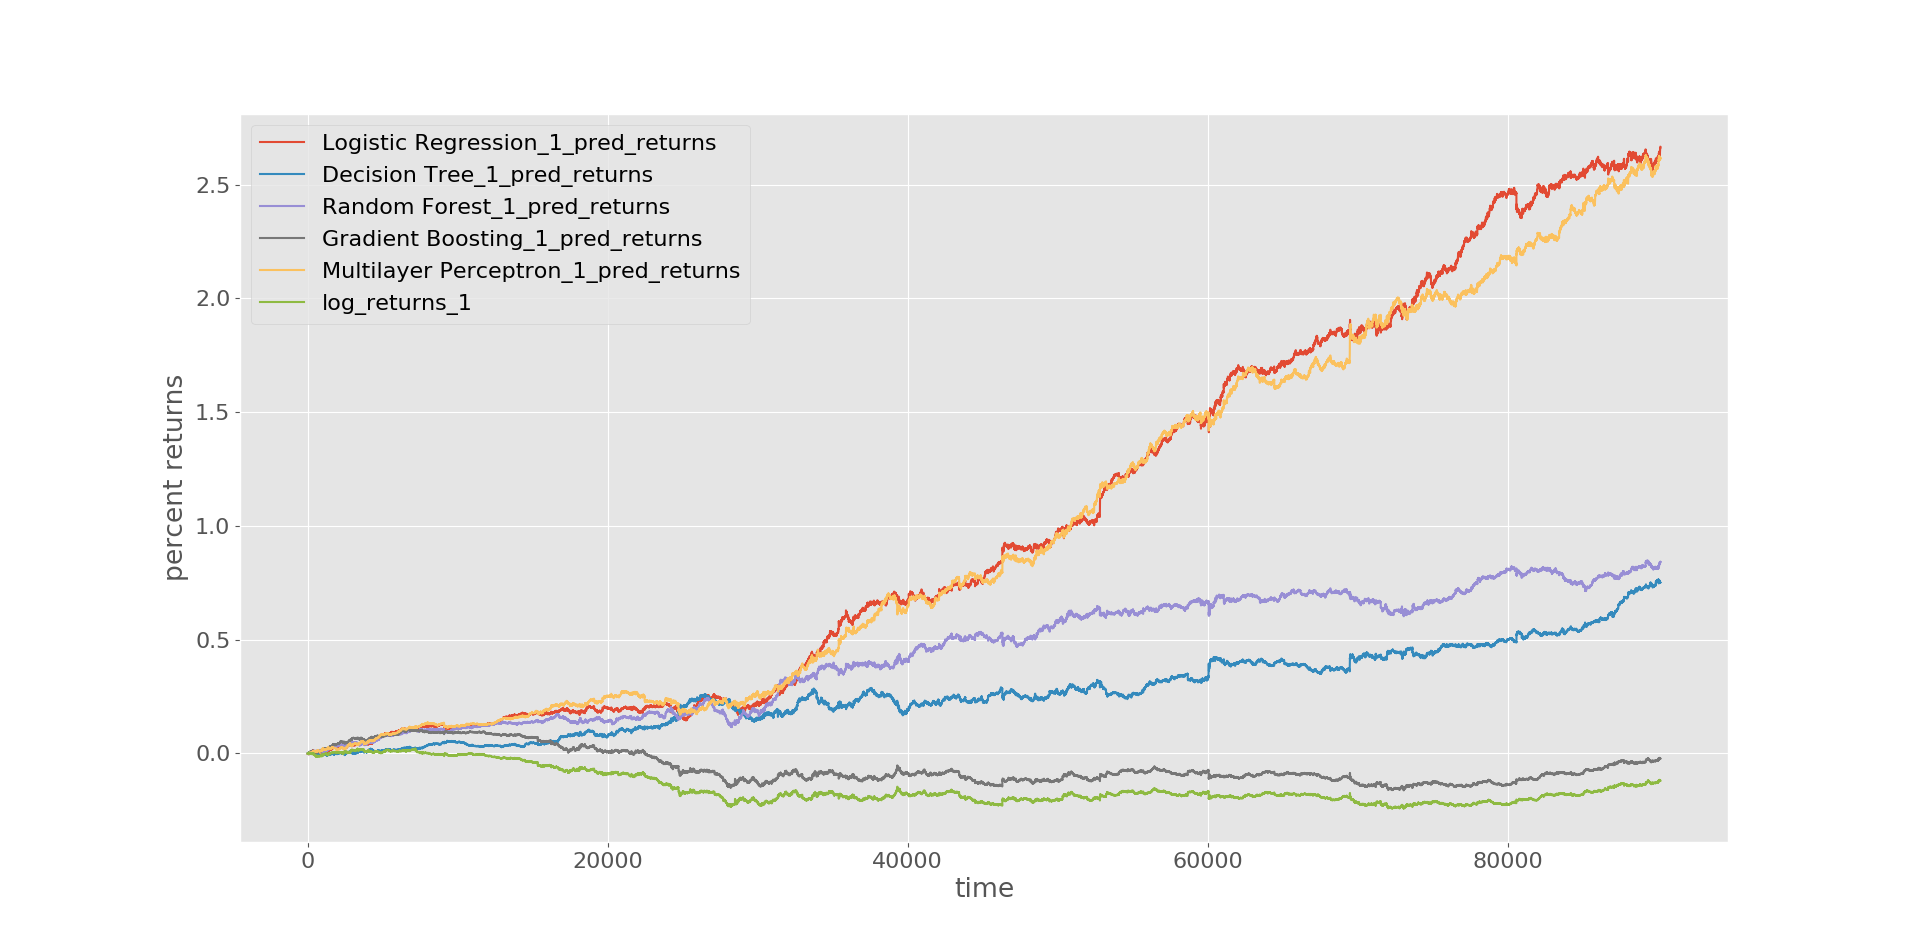 Logistic Regression_1_pred_returns
Decision Tree_1_pred_returns
Random Forest_1_pred_returns
Gradient Boosting_1_pred_returns
Multilayer Perceptron_1_pred_returns
log_returns_1
2.5
2.0
1.5
1.0
0.5
0.0
percent returns
0 20000 40000 60000 80000
time